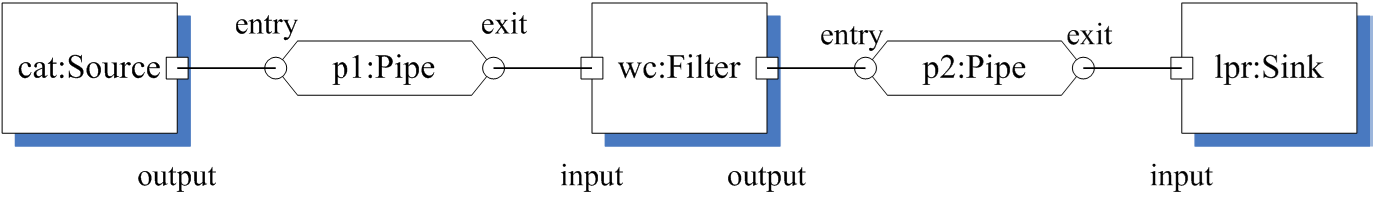 entry exit entry exit
cat:Source p1:Pipe wc:Filter p2:Pipe lpr:Sink
output input output input